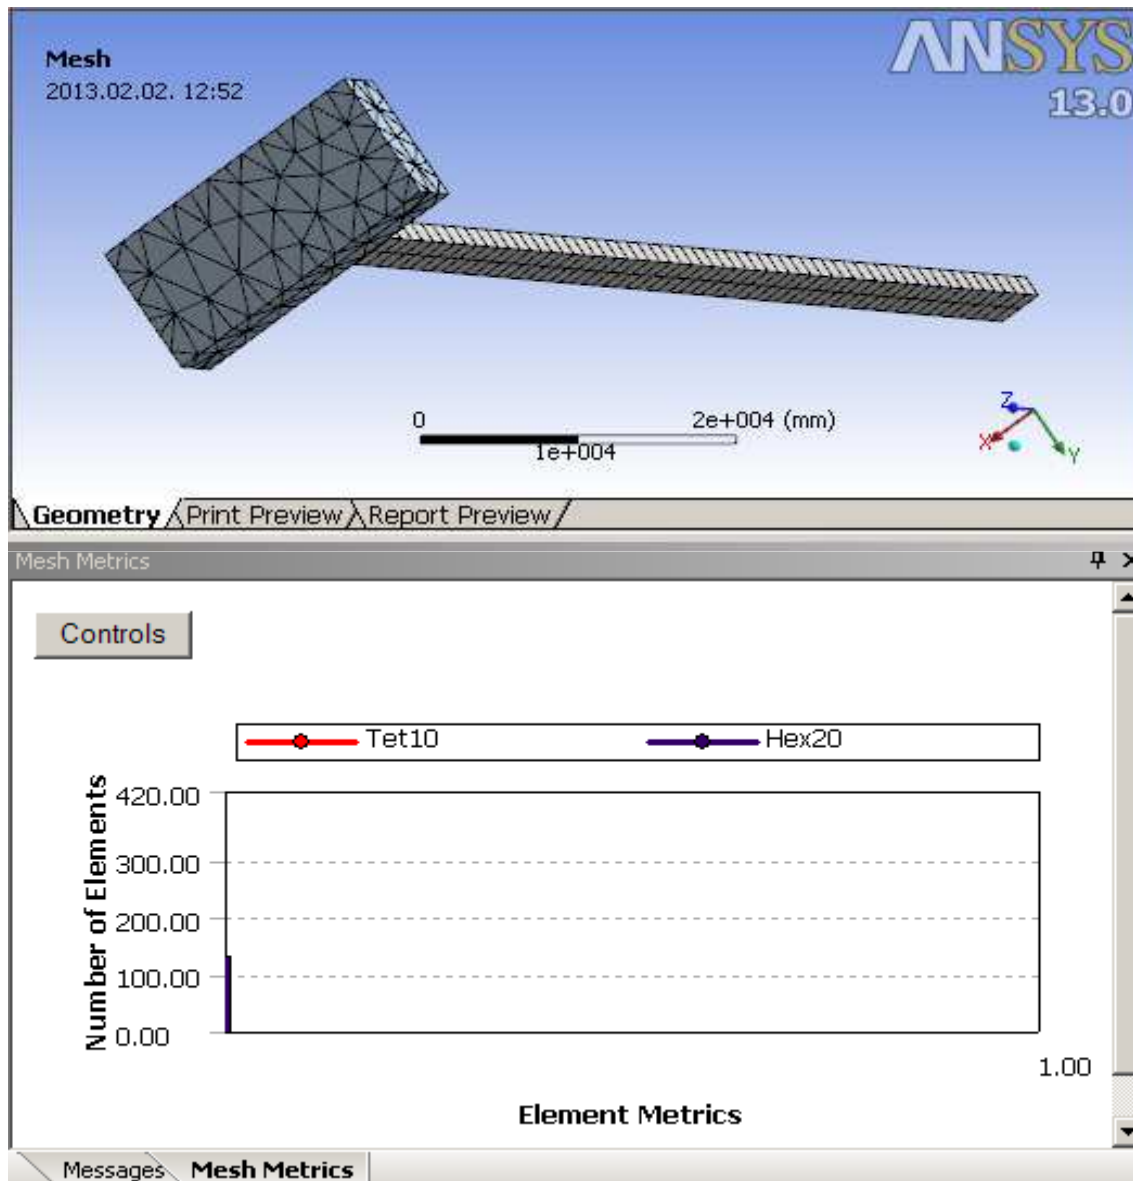 Mesh
2013.02.02. 12:52
ANSYS
13.0
0
2e+004 (mm)
1e+004
Z
X
Y
Geometry Print Preview Report Preview
Mesh Metrics
Controls
Tet10 Hex20
Number of Elements
420.00
300.00
200.00
100.00
0.00
1.00
Element Metrics
Messages Mesh Metrics